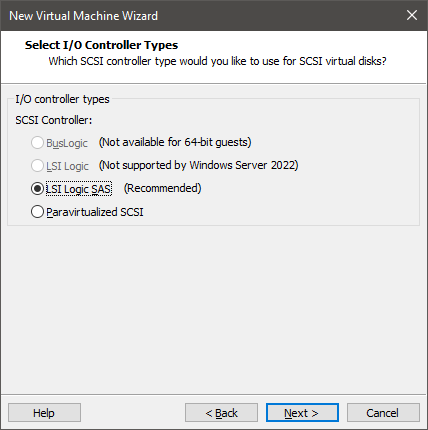 New Virtual Machine Wizard
Select I/O Controller Types
Which SCSI controller type would you like to use for SCSI virtual disks?
I/O controller types
SCSI Controller:
BusLogic (Not available for 64-bit guests)
LSI Logic (Not supported by Windows Server 2022)
LSI Logic SAS (Recommended)
Paravirtualized SCSI
Help < Back Next > Cancel